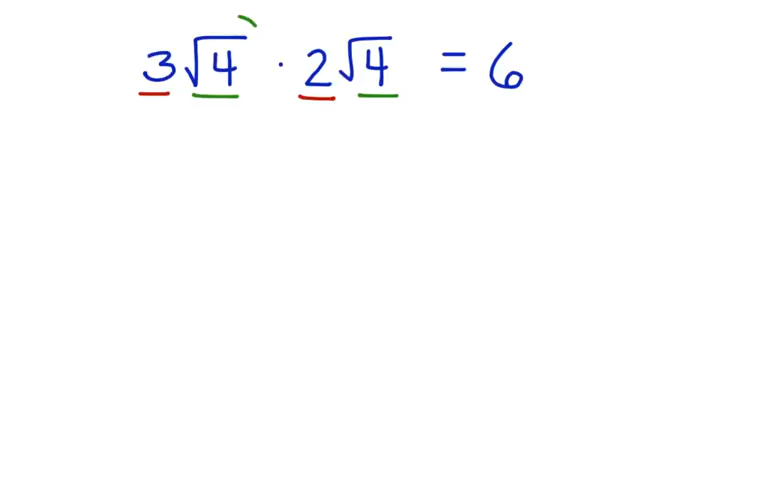 3√4 · 2√4 = 6